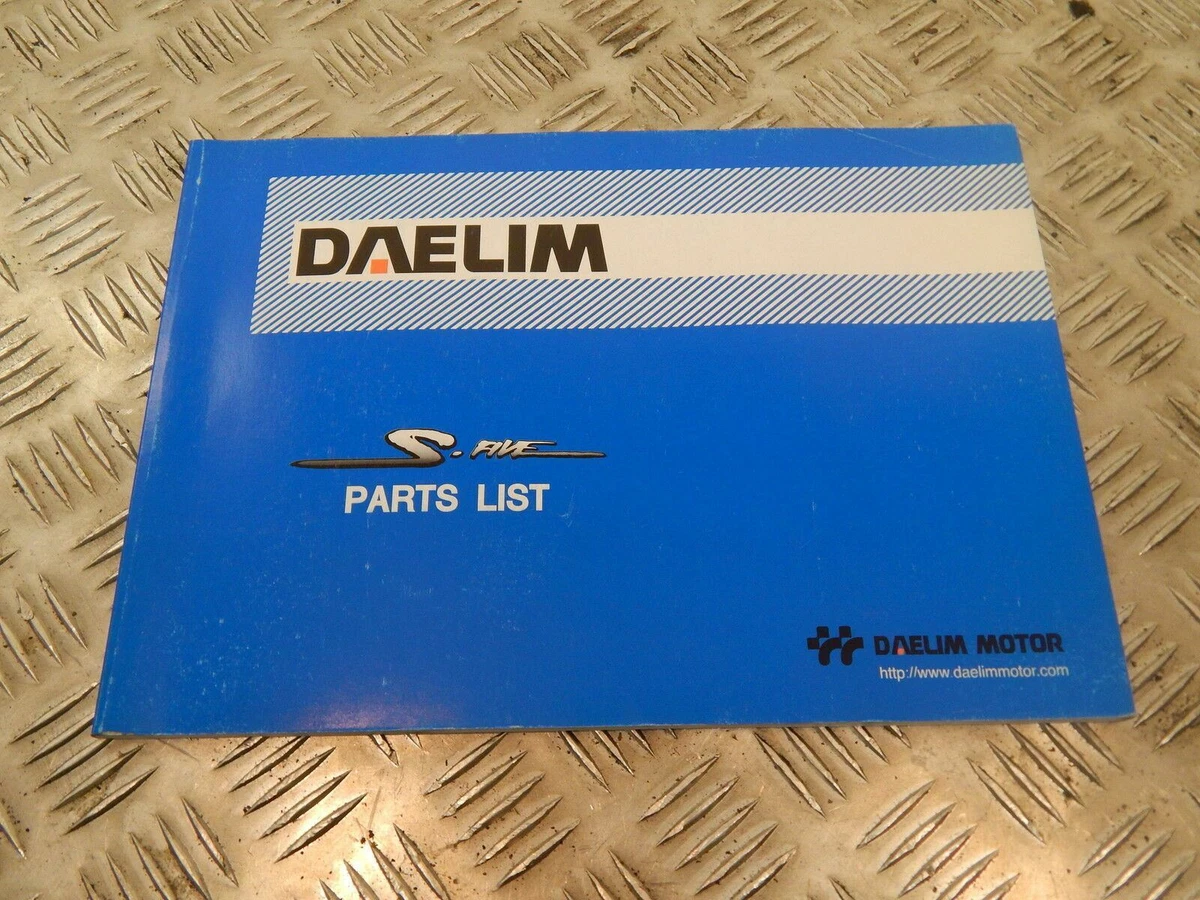 DAELIM
S. FIVE
PARTS LIST
DAELIM MOTOR
http://www.daelimmotor.com